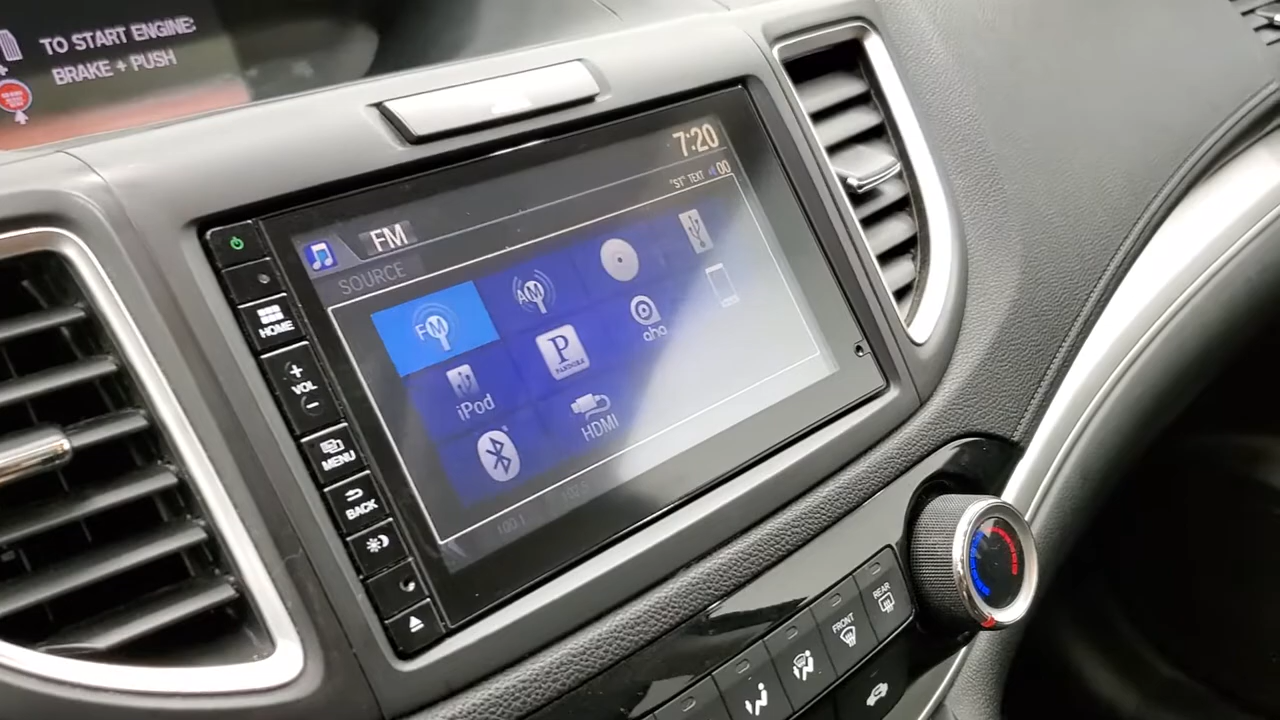 TO START ENGINE:
BRAKE + PUSH
7:20
"ST" TEXT 00
FM
SOURCE
FM
AM
iPod
PANDORA
aha
HDMI
HOME
+
VOL
−
MENU
BACK
FRONT
REAR